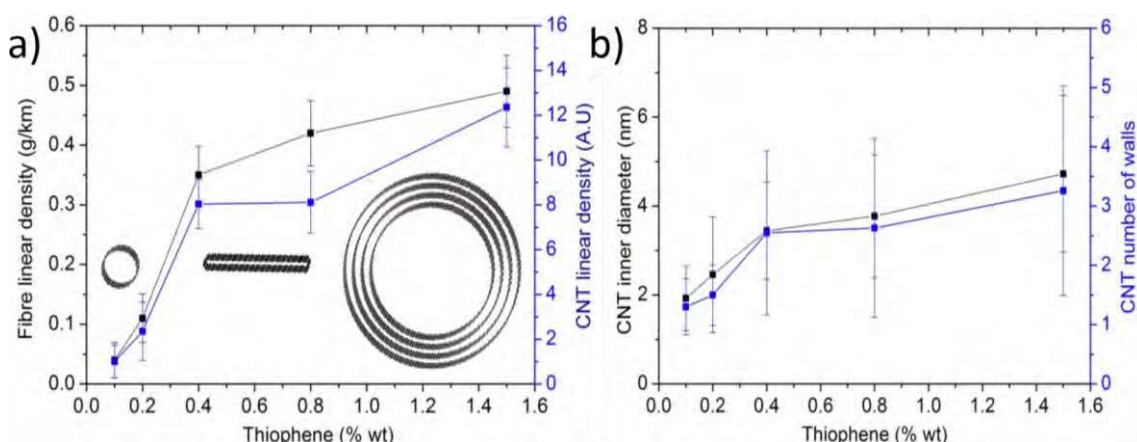 a)
Fibre linear density (g/km)
0.6
0.5
0.4
0.3
0.2
0.1
0.0
0.0 0.2 0.4 0.6 0.8 1.0 1.2 1.4 1.6
Thiophene (% wt)
16
14
12
10
8
6
4
2
0
CNT linear density (A.U)
b)
CNT inner diameter (nm)
8
6
4
2
0
0.0 0.2 0.4 0.6 0.8 1.0 1.2 1.4 1.6
Thiophene (% wt)
6
5
4
3
2
1
0
CNT number of walls